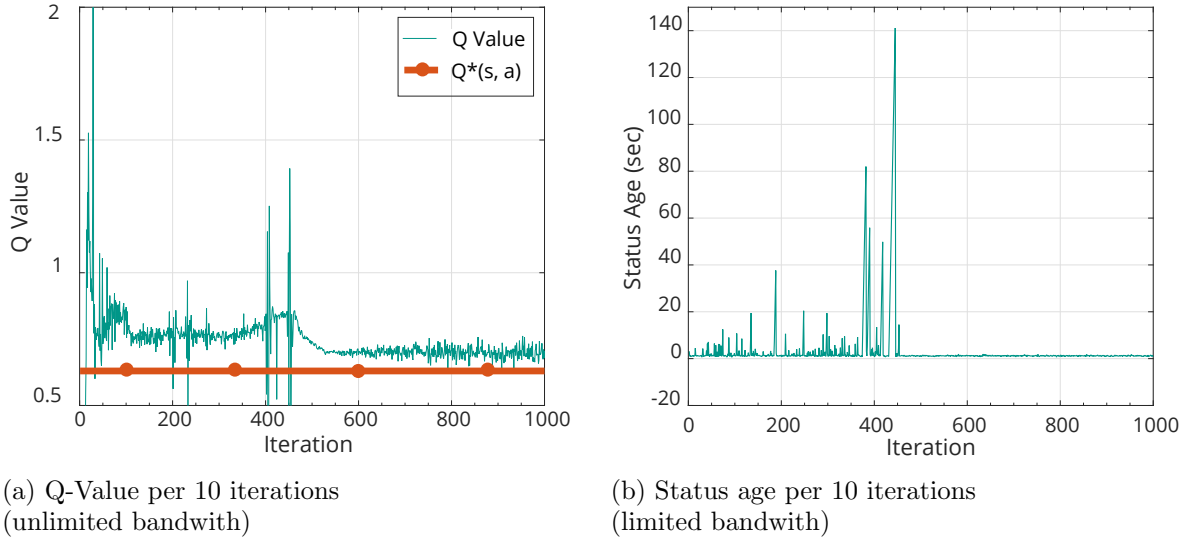 2
1.5
1
0.5
Q Value
0
200
400
600
800
1000
Iteration
Q Value
Q*(s, a)
140
120
100
80
60
40
20
0
-20
Status Age (sec)
0
200
400
600
800
1000
Iteration
(a) Q-Value per 10 iterations
(unlimited bandwith)
(b) Status age per 10 iterations
(limited bandwith)